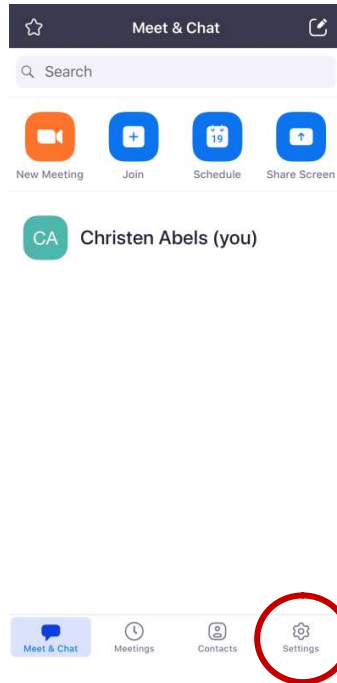 Meet & Chat
Search
19
New Meeting Join Schedule Share Screen
CA Christen Abels (you)
Meet & Chat Meetings Contacts Settings